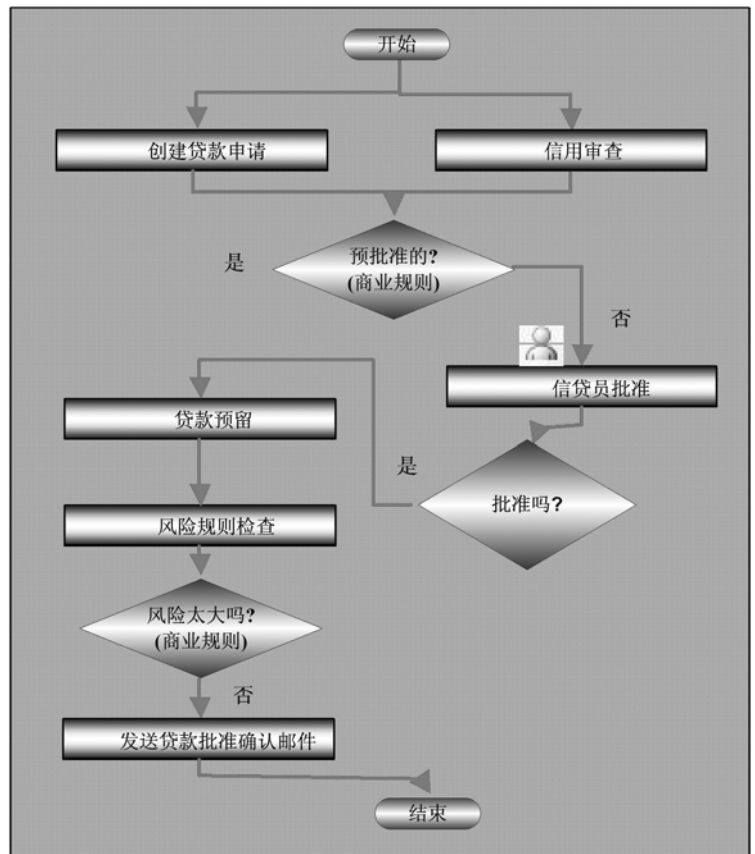 开始
创建贷款申请
信用审查
预批准的?
(商业规则)
是
否
信贷员批准
贷款预留
是
批准吗?
风险规则检查
风险太大吗?
(商业规则)
否
发送贷款批准确认邮件
结束